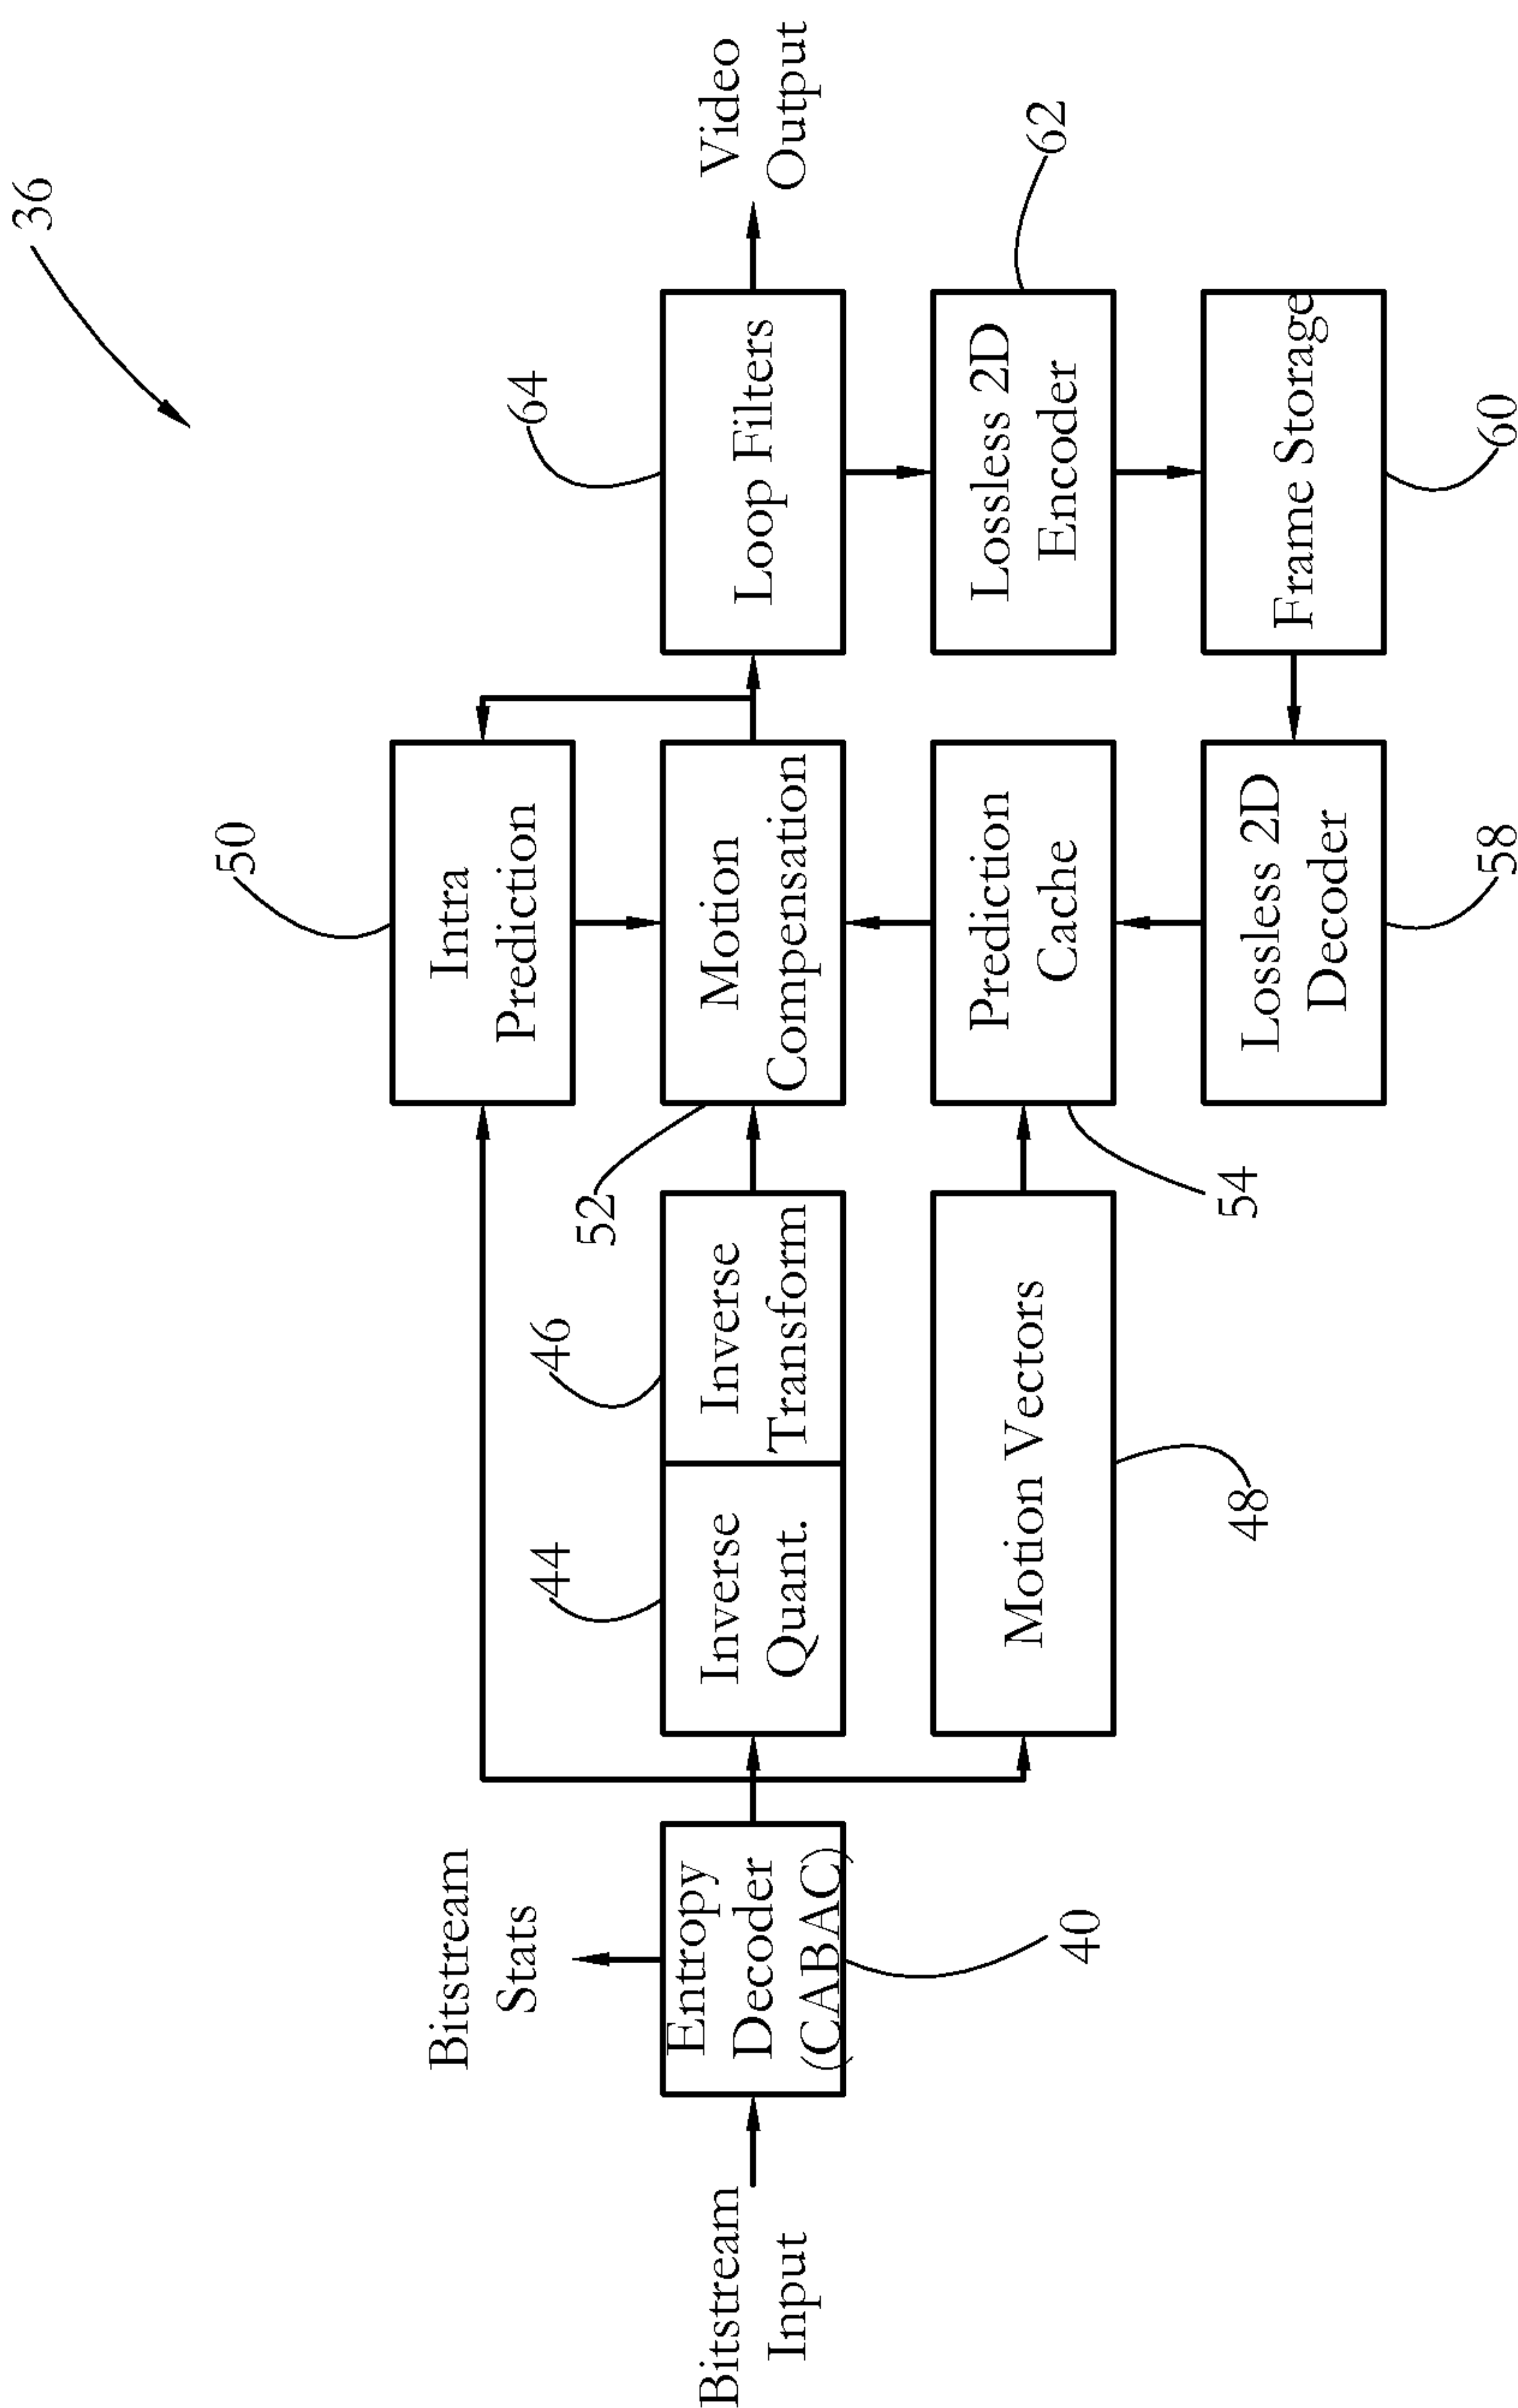 36
50
64
Bitstream
Stats
Intra
Prediction
44
46
52
Bitstream
Input
Entropy
Decoder
(CABAC)
Inverse
Quant.
Inverse
Transform
Motion
Compensation
Loop Filters
Video
Output
40
Motion Vectors
Prediction
Cache
Lossless 2D
Encoder
62
48
54
Lossless 2D
Decoder
Frame Storage
58
60